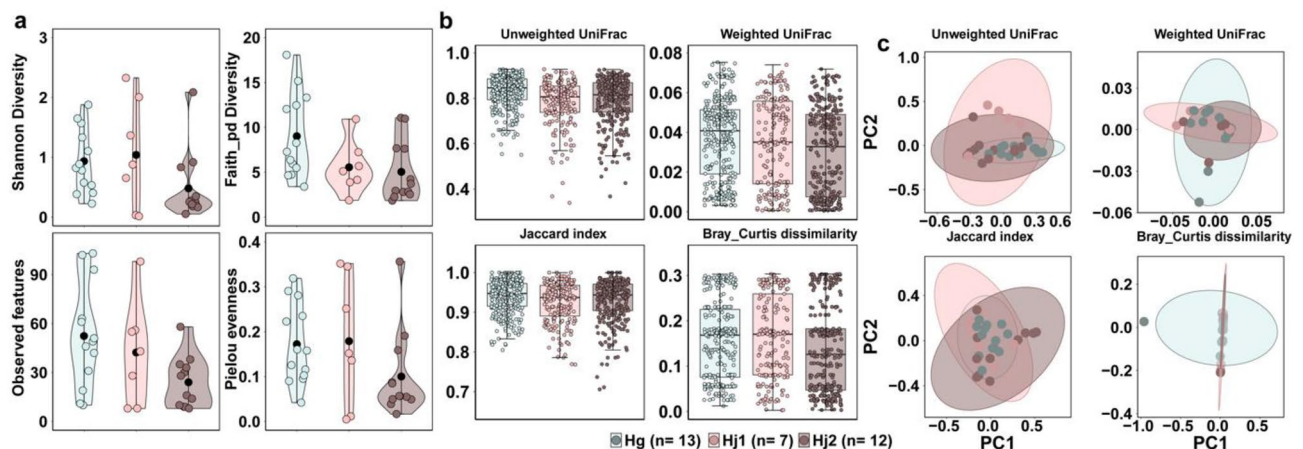 a
b
c
Shannon Diversity
3
2
1
0
Faith_pd Diversity
20
15
10
5
0
Observed features
90
60
30
0
Pielou evenness
0.4
0.3
0.2
0.1
0.0
Unweighted UniFrac
1.0
0.8
0.6
0.4
Weighted UniFrac
0.08
0.06
0.04
0.02
0.00
Jaccard index
1.0
0.9
0.8
0.7
Bray_Curtis dissimilarity
0.3
0.2
0.1
0.0
Unweighted UniFrac
PC2
1.0
0.5
0.0
−0.5
−0.6 −0.3 0.0 0.3 0.6
Weighted UniFrac
0.03
0.00
−0.03
−0.06
−0.05 0.00 0.05
Jaccard index
PC2
0.4
0.0
−0.4
−0.5 0.0 0.5
PC1
Bray_Curtis dissimilarity
0.2
0.0
−0.2
−0.4
−1.0 −0.5 0.0 0.5
PC1
Hg (n= 13) Hj1 (n= 7) Hj2 (n= 12)